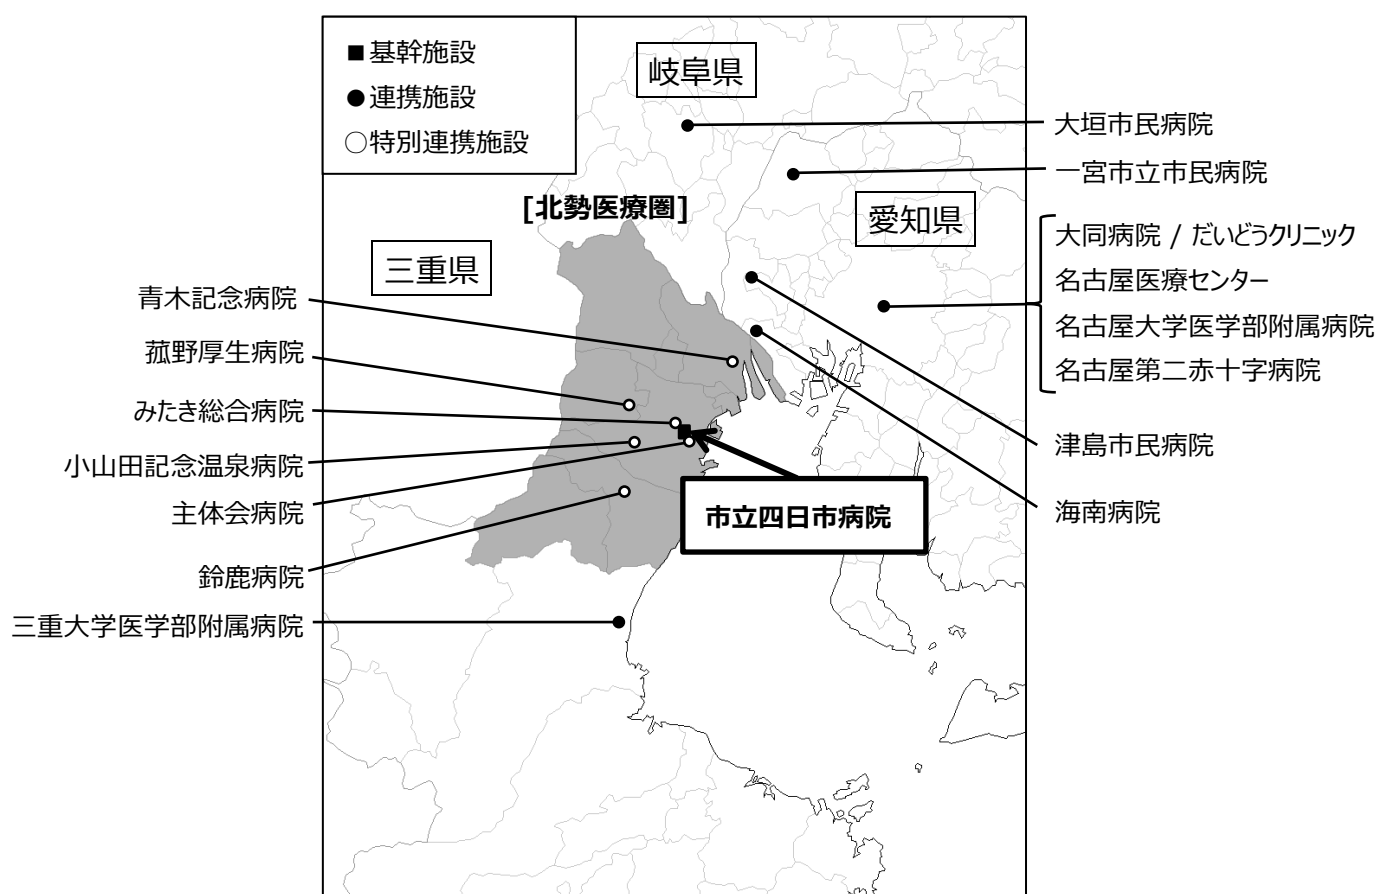 ■基幹施設
●連携施設
○特別連携施設
岐阜県
[北勢医療圏]
三重県
愛知県
青木記念病院
菰野厚生病院
みたき総合病院
小山田記念温泉病院
主体会病院
鈴鹿病院
三重大学医学部附属病院
大垣市民病院
一宮市立市民病院
大同病院 / だいどうクリニック
名古屋医療センター
名古屋大学医学部附属病院
名古屋第二赤十字病院
津島市民病院
海南病院
市立四日市病院